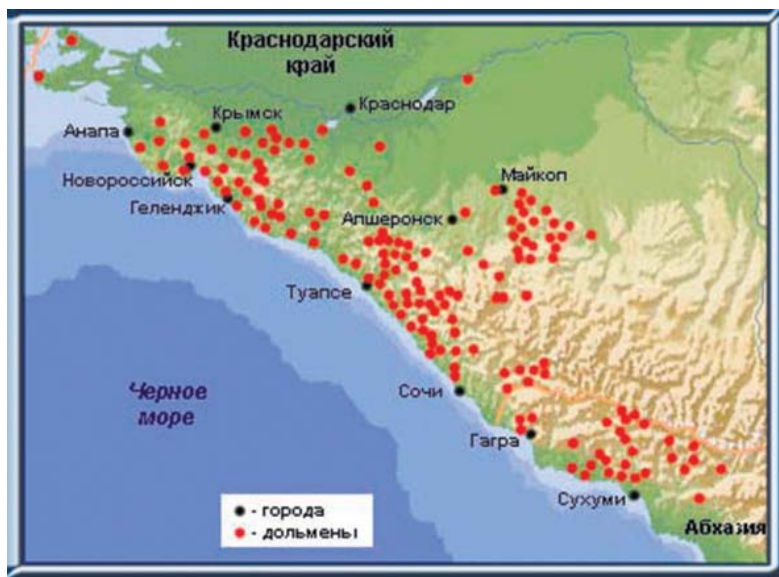 Краснодарский
край
Краснодар
Крымск
Анапа
Майкоп
Новороссийск
Геленджик
Апшеронск
Туапсе
Черное
море
Сочи
Гагра
Сухуми
Абхазия
- города
- дольмены